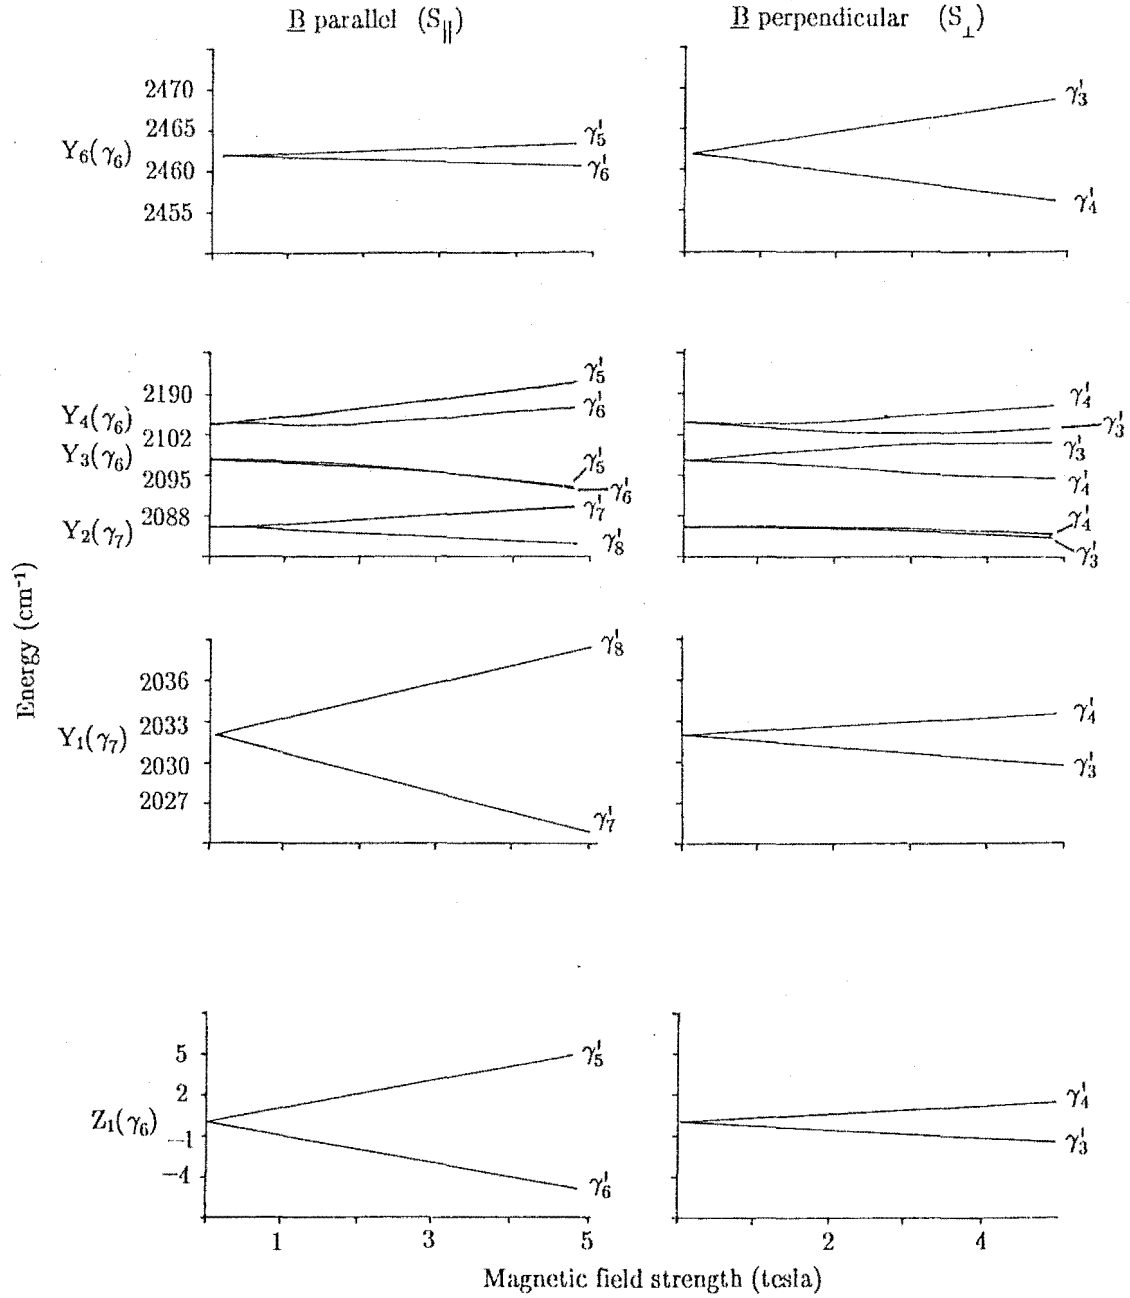 B parallel (S∥)
B perpendicular (S⊥)
2470
2465
Y₆(γ₆)
2460
2455
γ'₅
γ'₆
γ'₃
γ'₄
2190
Y₄(γ₆)
2102
Y₃(γ₆)
2095
2088
Y₂(γ₇)
γ'₅
γ'₆
γ'₅
γ'₆
γ'₇
γ'₈
γ'₄
γ'₃
γ'₃
γ'₄
γ'₄
γ'₃
Energy (cm⁻¹)
2036
2033
Y₁(γ₇)
2030
2027
γ'₈
γ'₇
γ'₄
γ'₃
5
2
Z₁(γ₆)
−1
−4
γ'₅
γ'₆
γ'₄
γ'₃
1 3 5 2 4
Magnetic field strength (tesla)